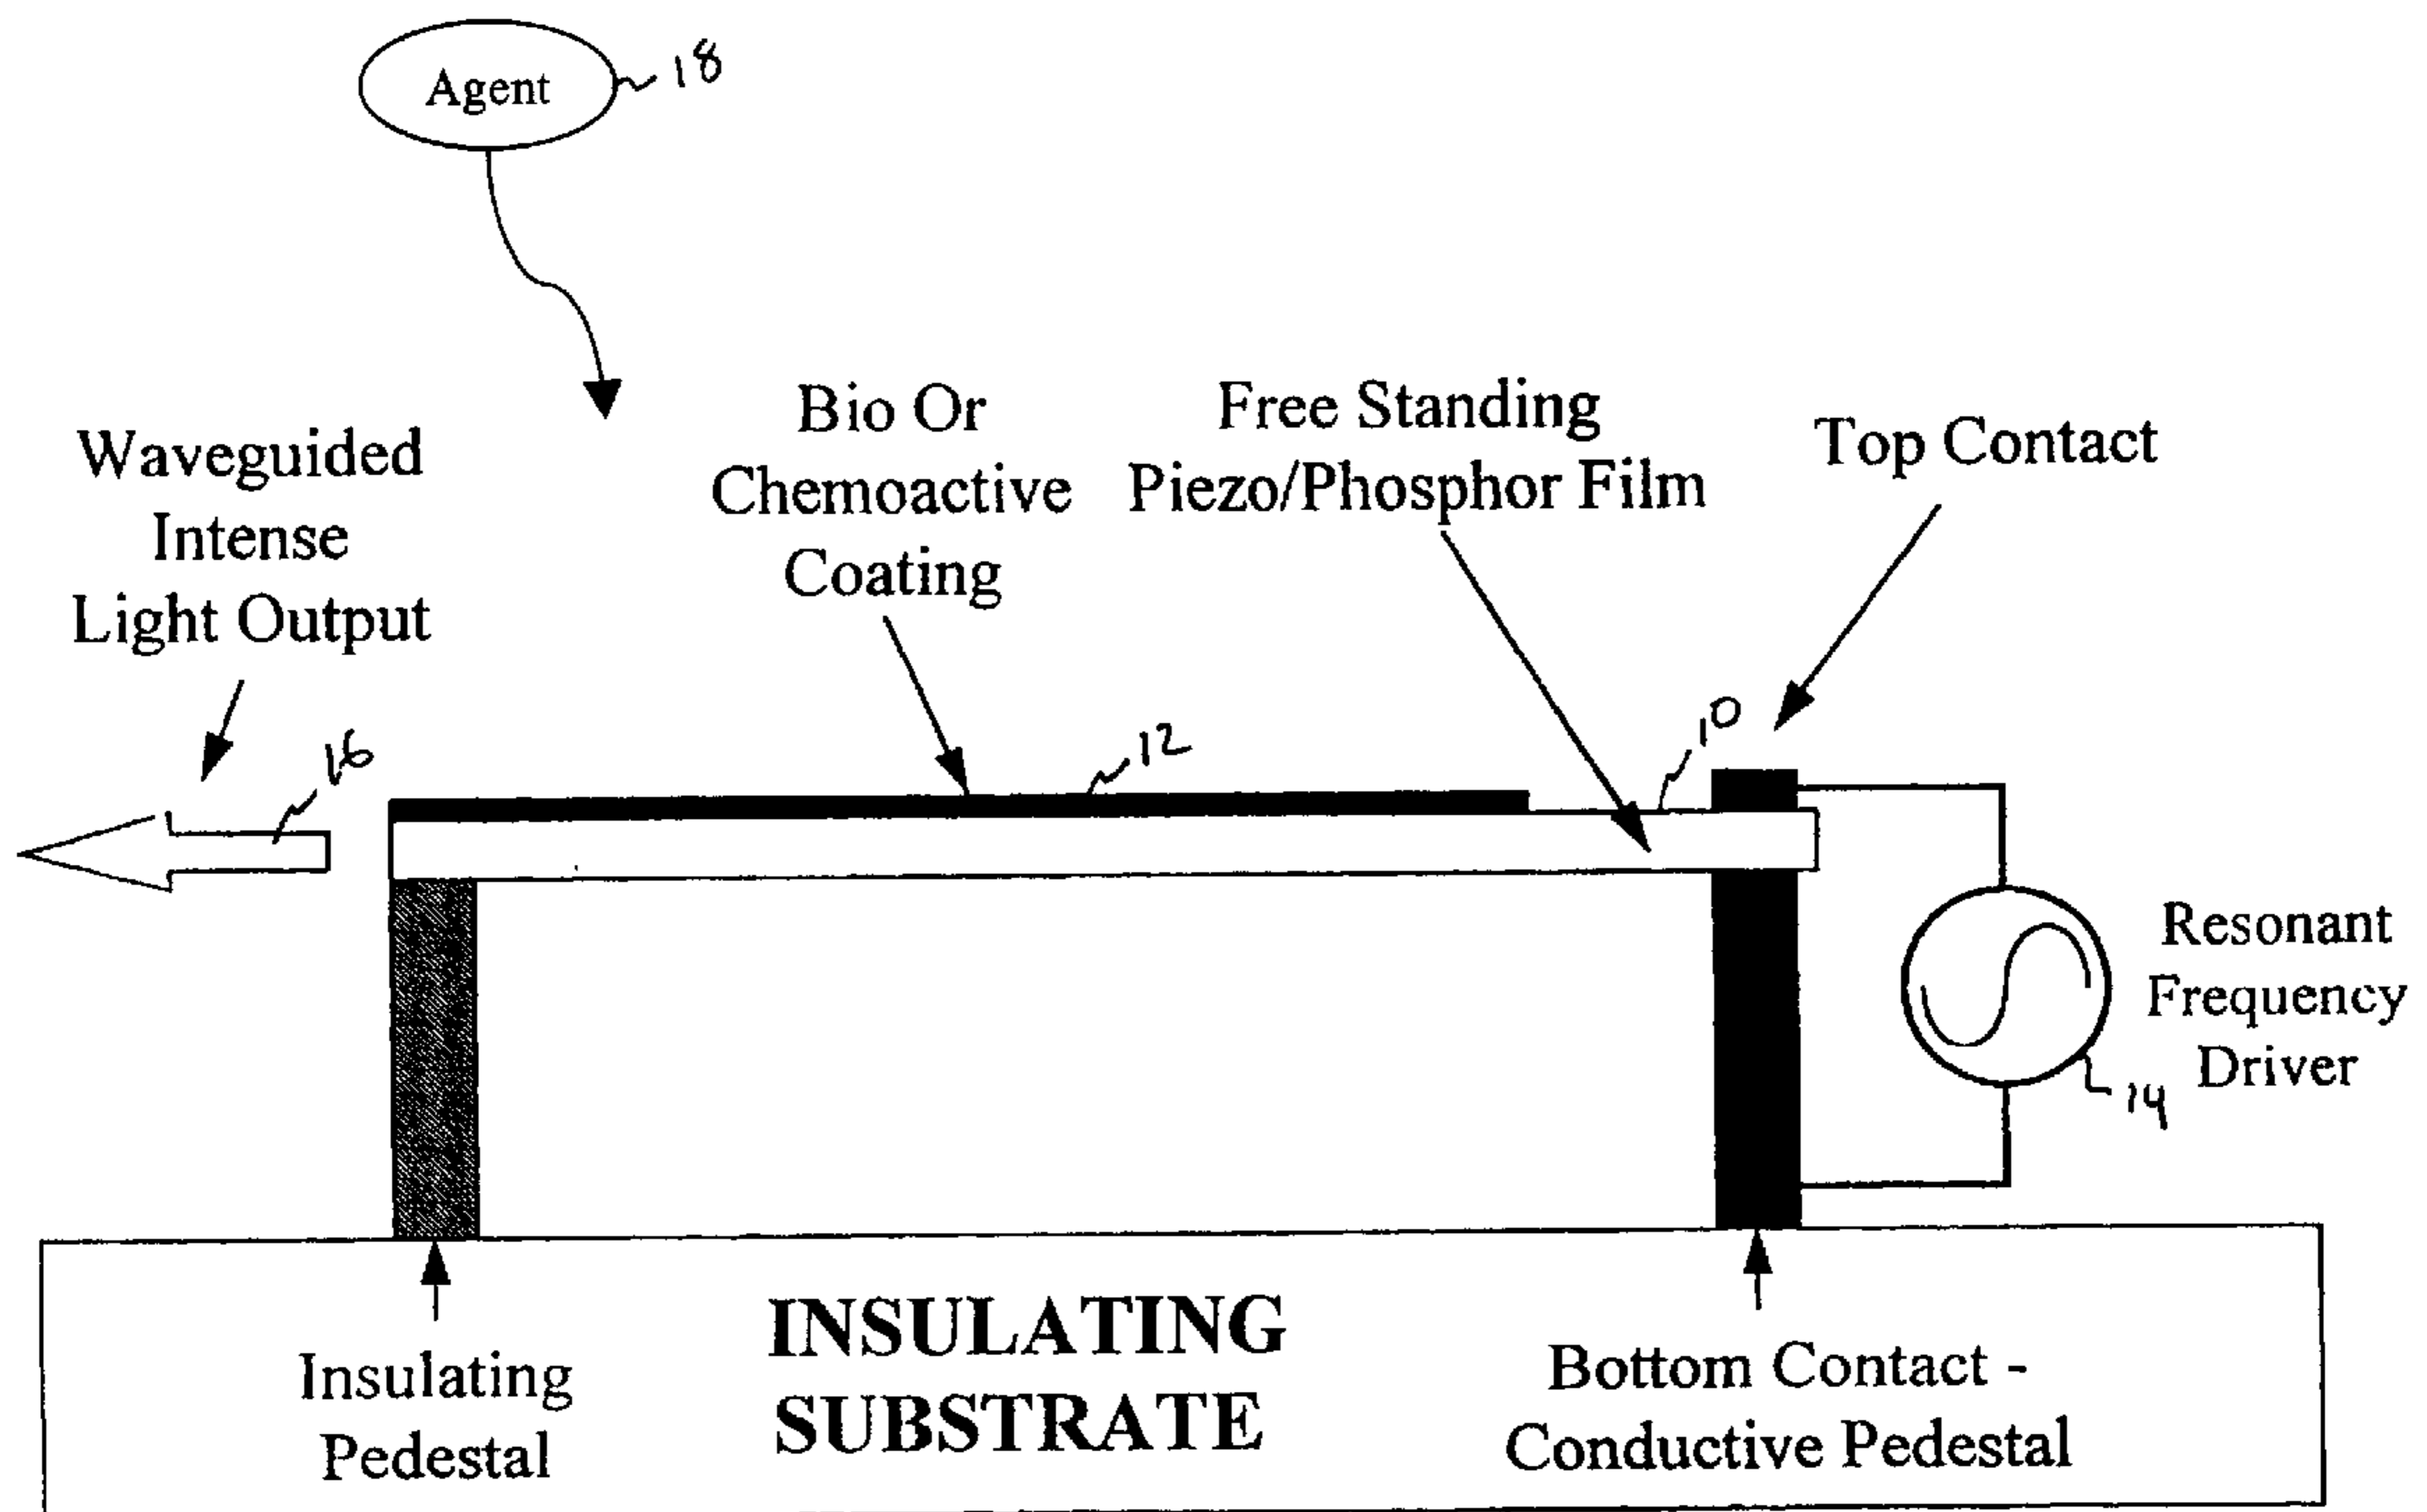 Agent
18
Waveguided
Intense
Light Output
Bio Or
Chemoactive
Coating
Free Standing
Piezo/Phosphor Film
Top Contact
16
12
10
Resonant
Frequency
Driver
14
Insulating
Pedestal
INSULATING
SUBSTRATE
Bottom Contact -
Conductive Pedestal